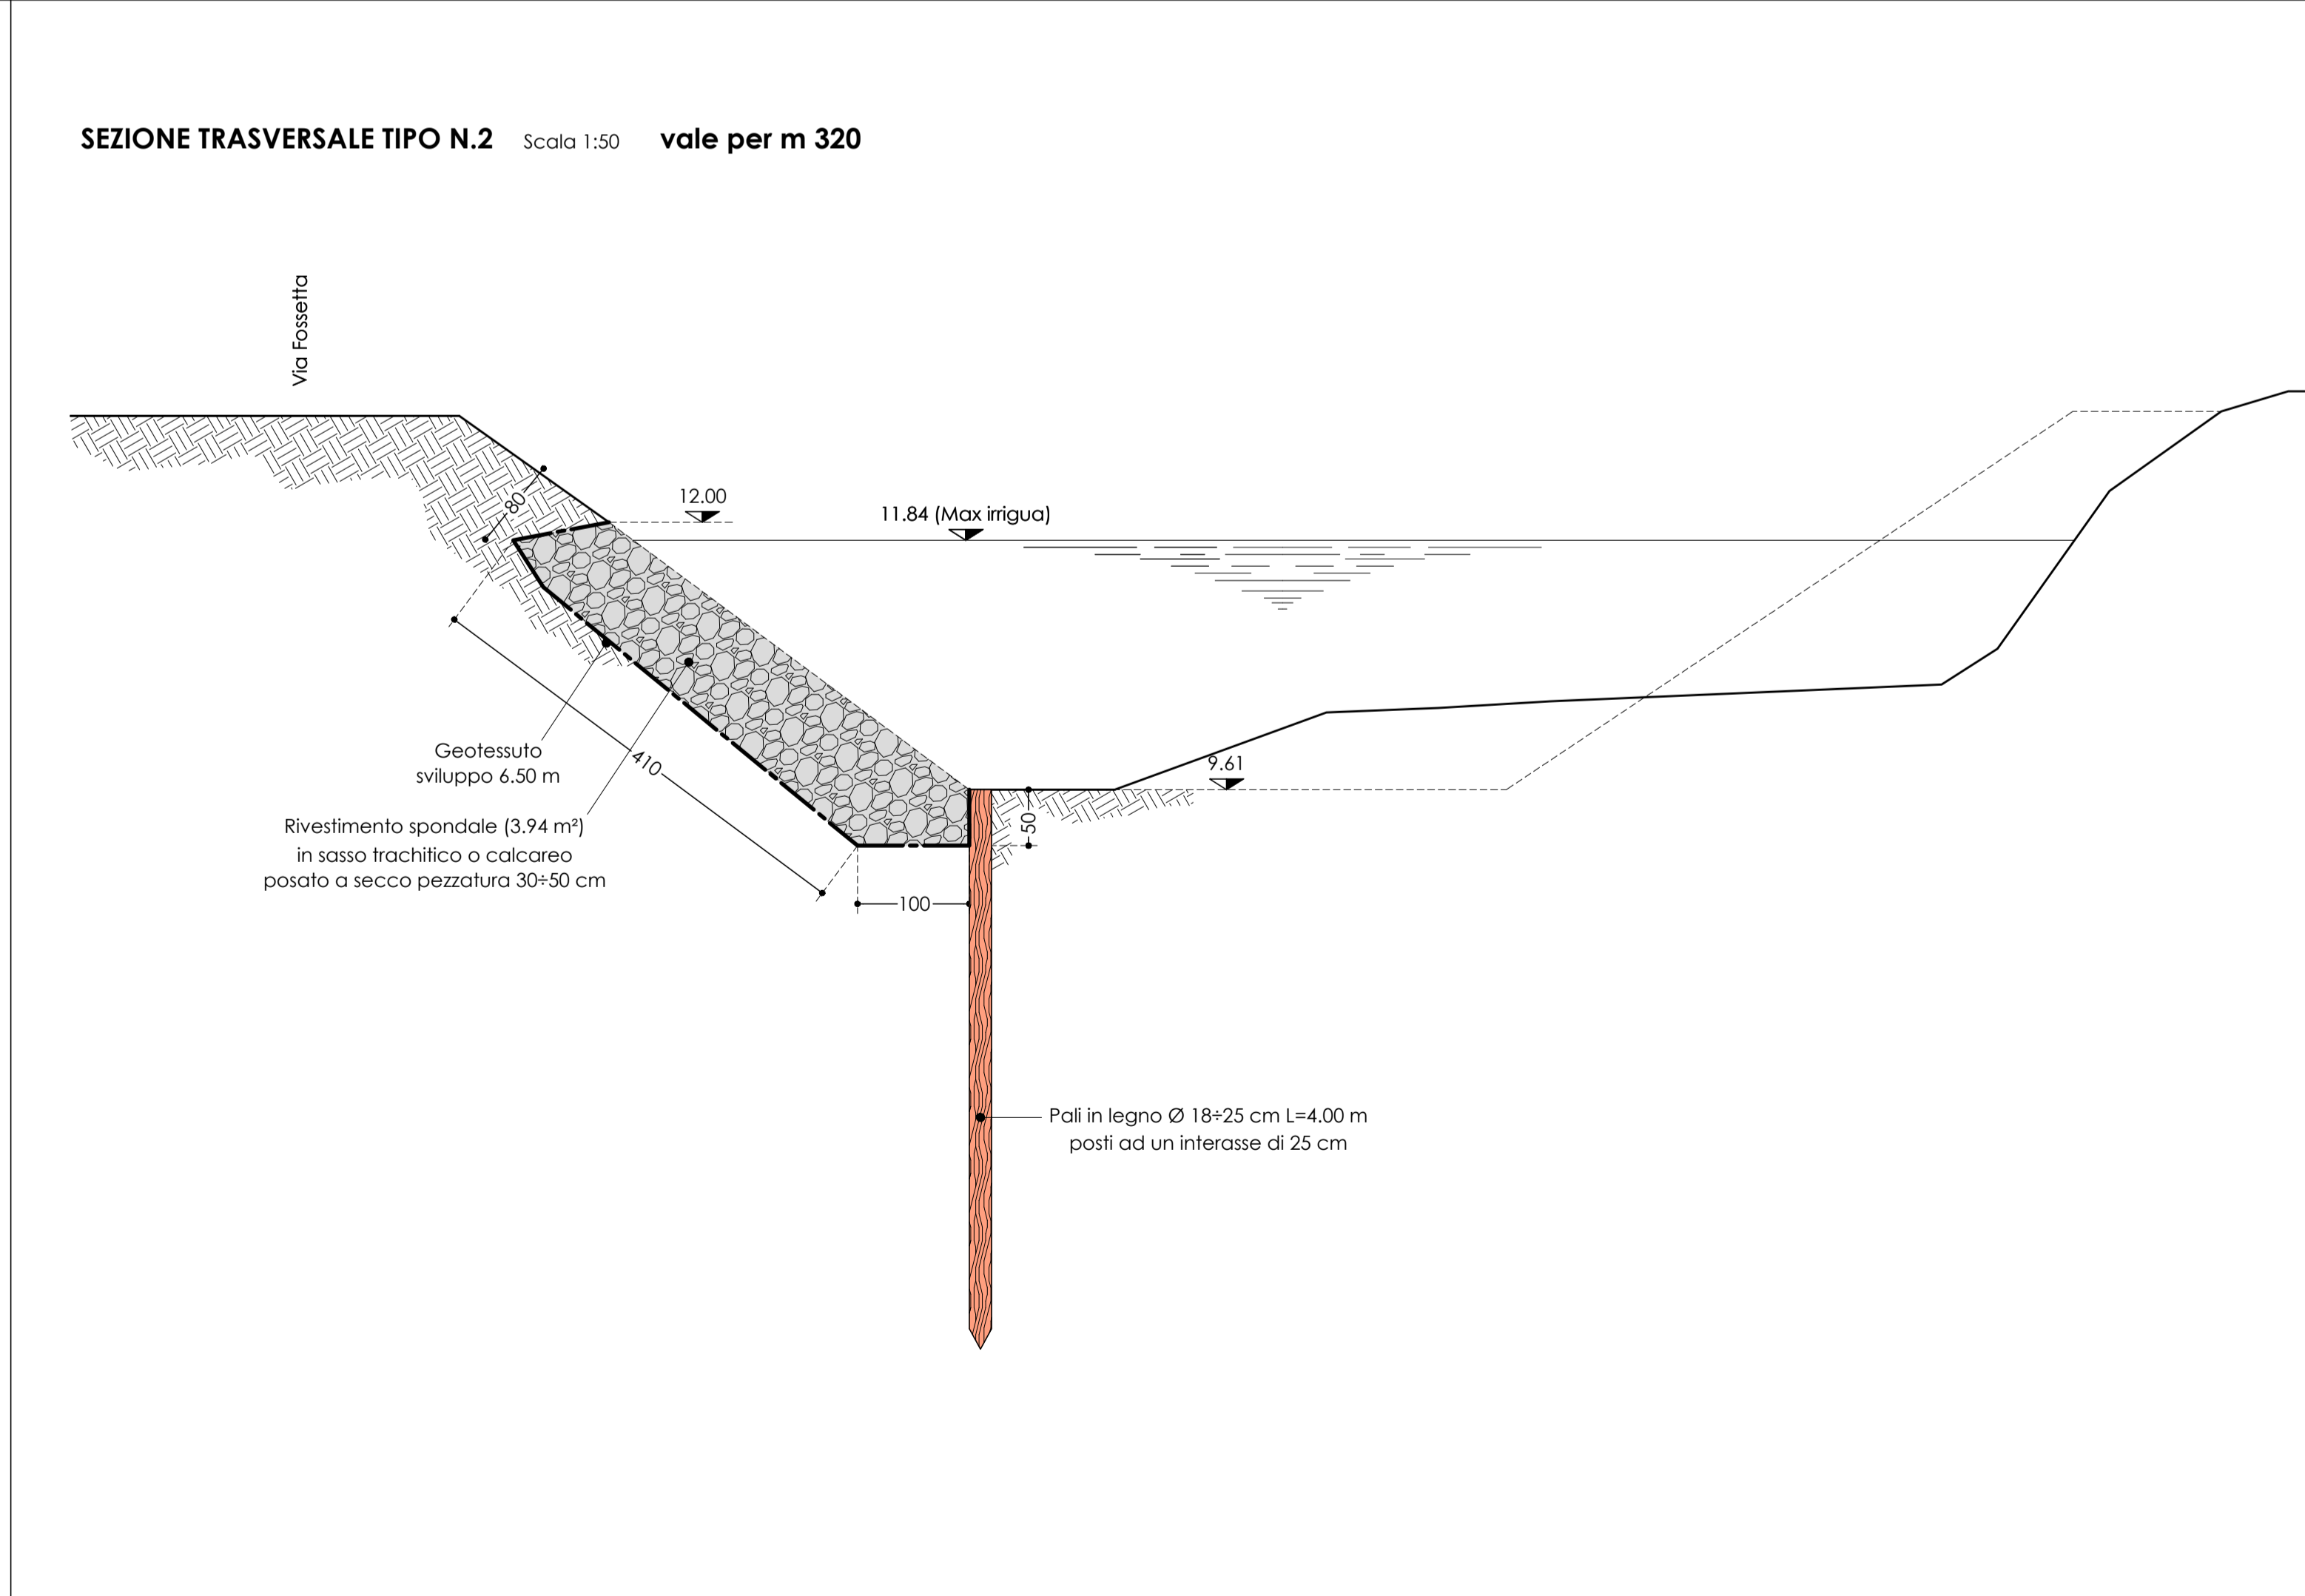 SEZIONE TRASVERSALE TIPO N.2 Scala 1:50 vale per m 320
Via Fossetta
80
12.00
11.84 (Max irrigua)
Geotessuto
sviluppo 6.50 m
410
9.61
50
Rivestimento spondale (3.94 m²)
in sasso trachitico o calcareo
posato a secco pezzatura 30÷50 cm
100
Pali in legno Ø 18÷25 cm L=4.00 m
posti ad un interasse di 25 cm